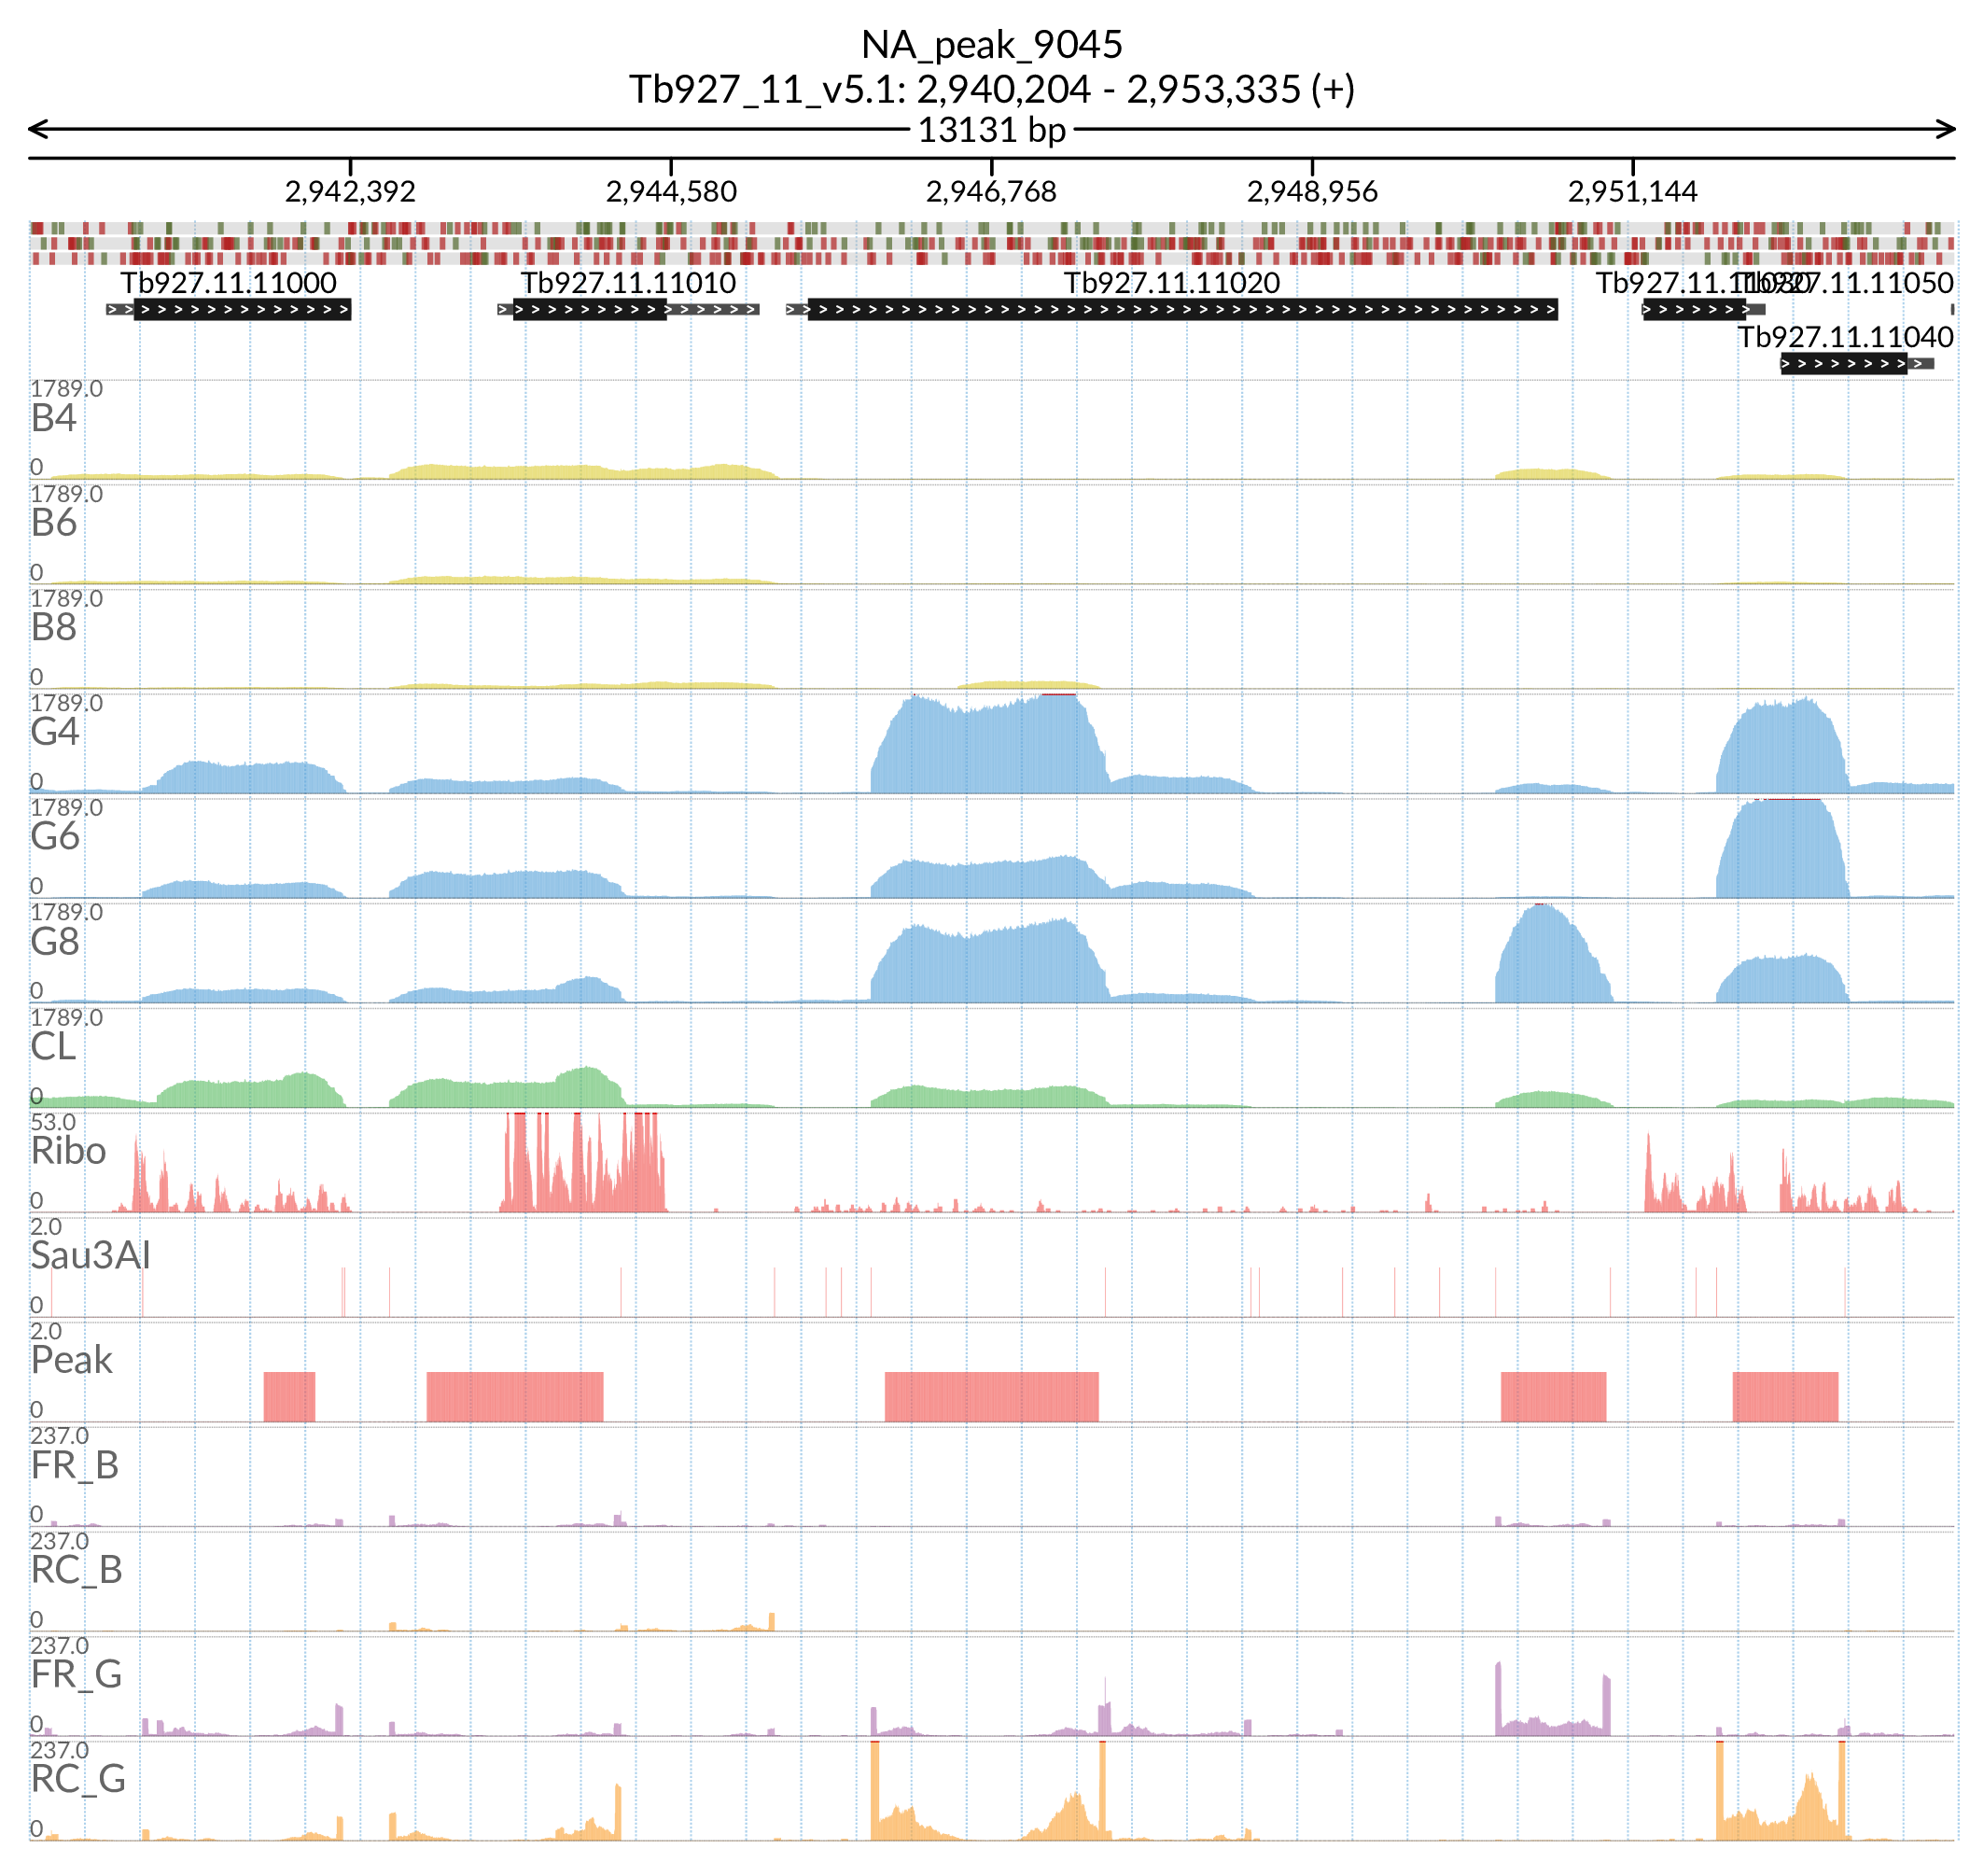 NA_peak_9045
Tb927_11_v5.1: 2,940,204 - 2,953,335 (+)
13131 bp
2,942,392 2,944,580 2,946,768 2,948,956 2,951,144
Tb927.11.11000 Tb927.11.11010 Tb927.11.11020 Tb927.11.11030 Tb927.11.11050
Tb927.11.11040
1789.0
B4
0
1789.0
B6
0
1789.0
B8
0
1789.0
G4
0
1789.0
G6
0
1789.0
G8
0
1789.0
CL
0
53.0
Ribo
0
2.0
Sau3AI
0
2.0
Peak
0
237.0
FR_B
0
237.0
RC_B
0
237.0
FR_G
0
237.0
RC_G
0